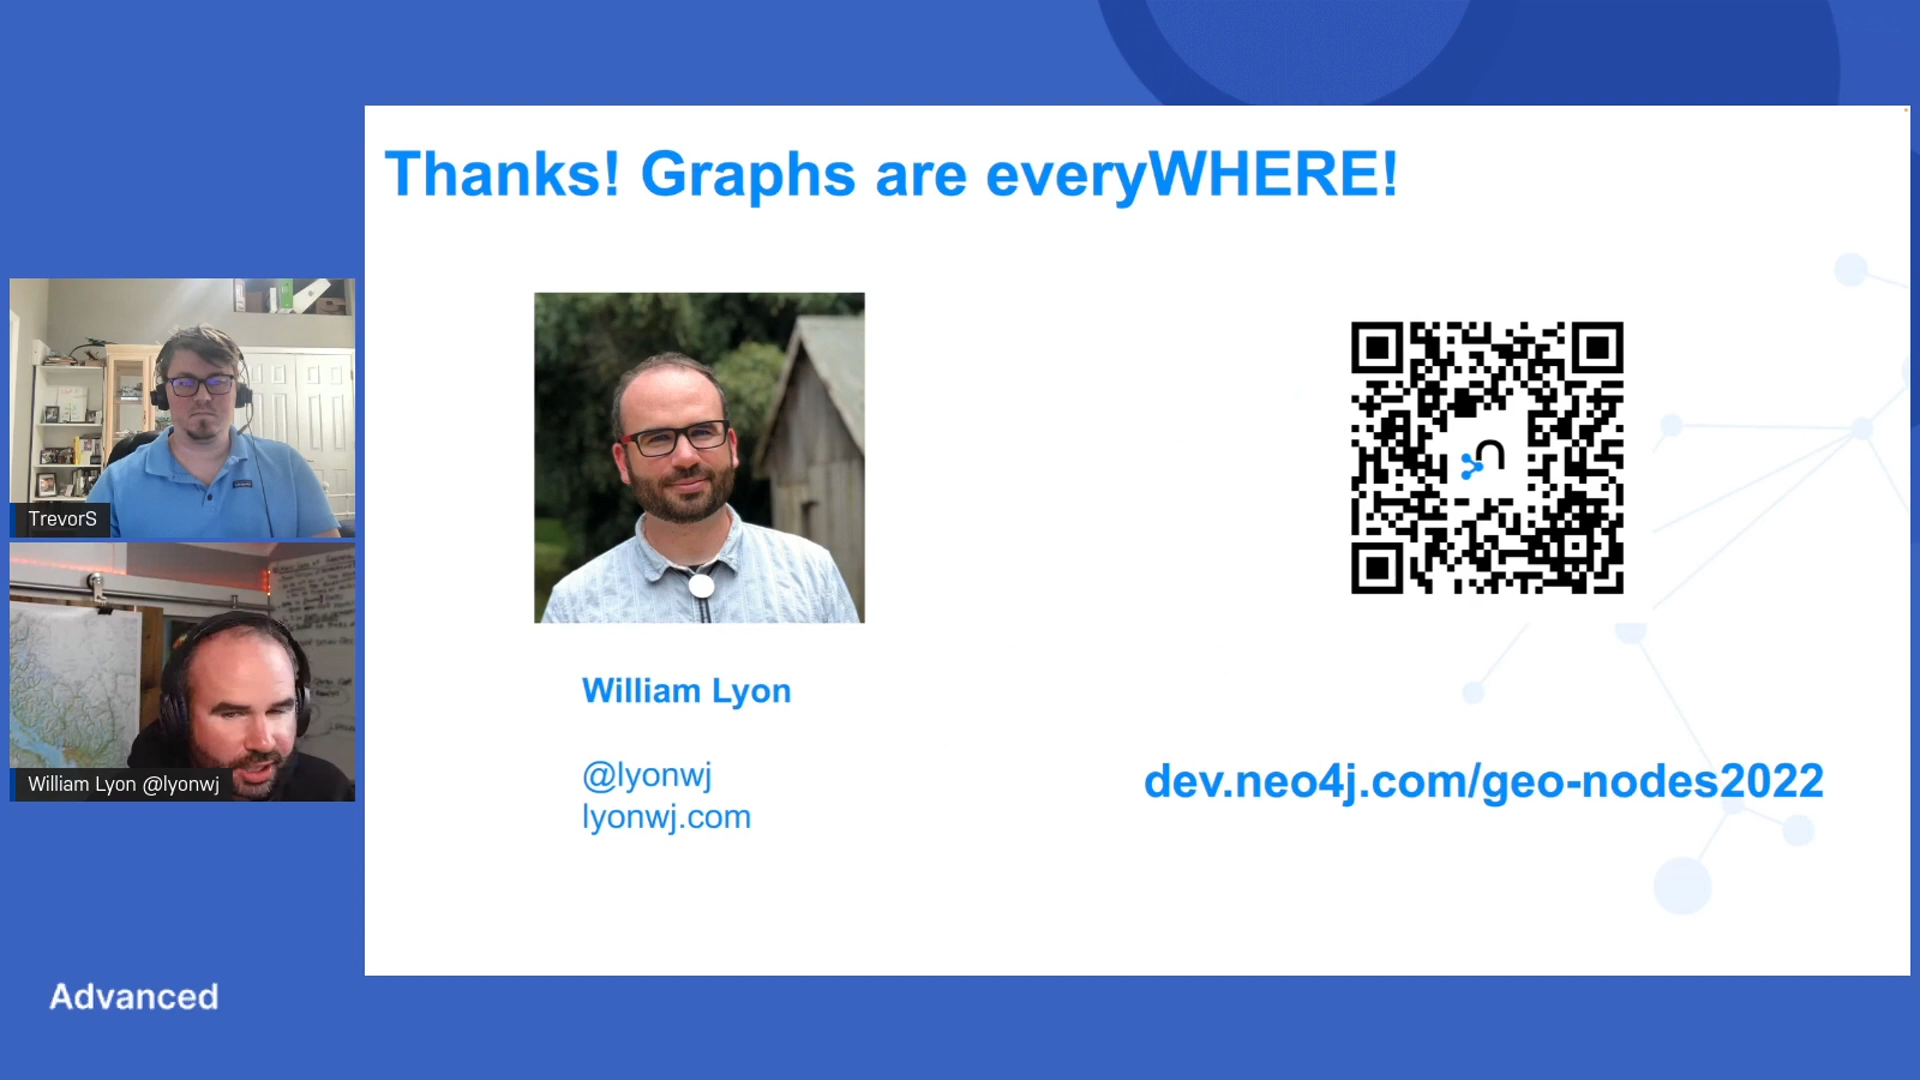 Thanks! Graphs are everyWHERE!
TrevorS
William Lyon @lyonwj
William Lyon
@lyonwj
lyonwj.com
dev.neo4j.com/geo-nodes2022
Advanced